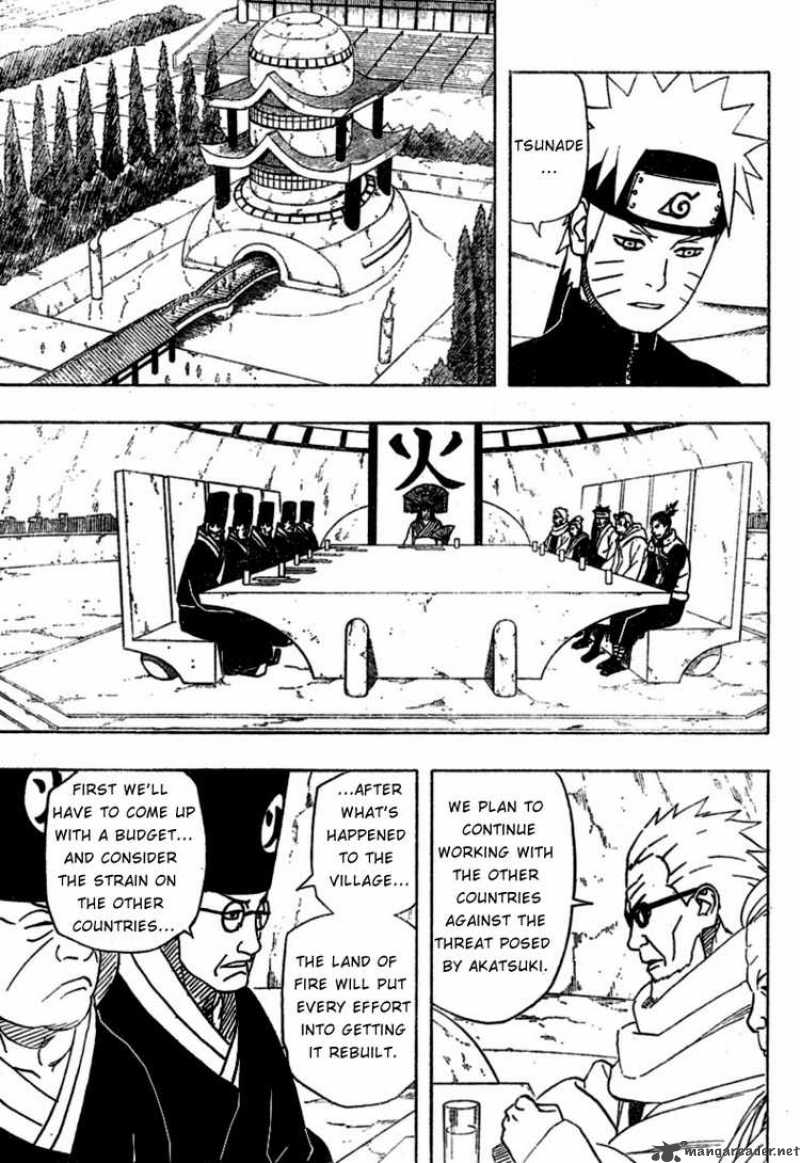 TSUNADE
...
火
WE PLAN TO
CONTINUE
WORKING WITH
THE OTHER
COUNTRIES
AGAINST THE
THREAT POSED
BY AKATSUKI.
...AFTER
WHAT'S
HAPPENED
TO THE
VILLAGE...
THE LAND OF
FIRE WILL PUT
EVERY EFFORT
INTO GETTING
IT REBUILT.
FIRST WE'LL
HAVE TO COME UP
WITH A BUDGET...
AND CONSIDER
THE STRAIN ON
THE OTHER
COUNTRIES...
mangareader.net